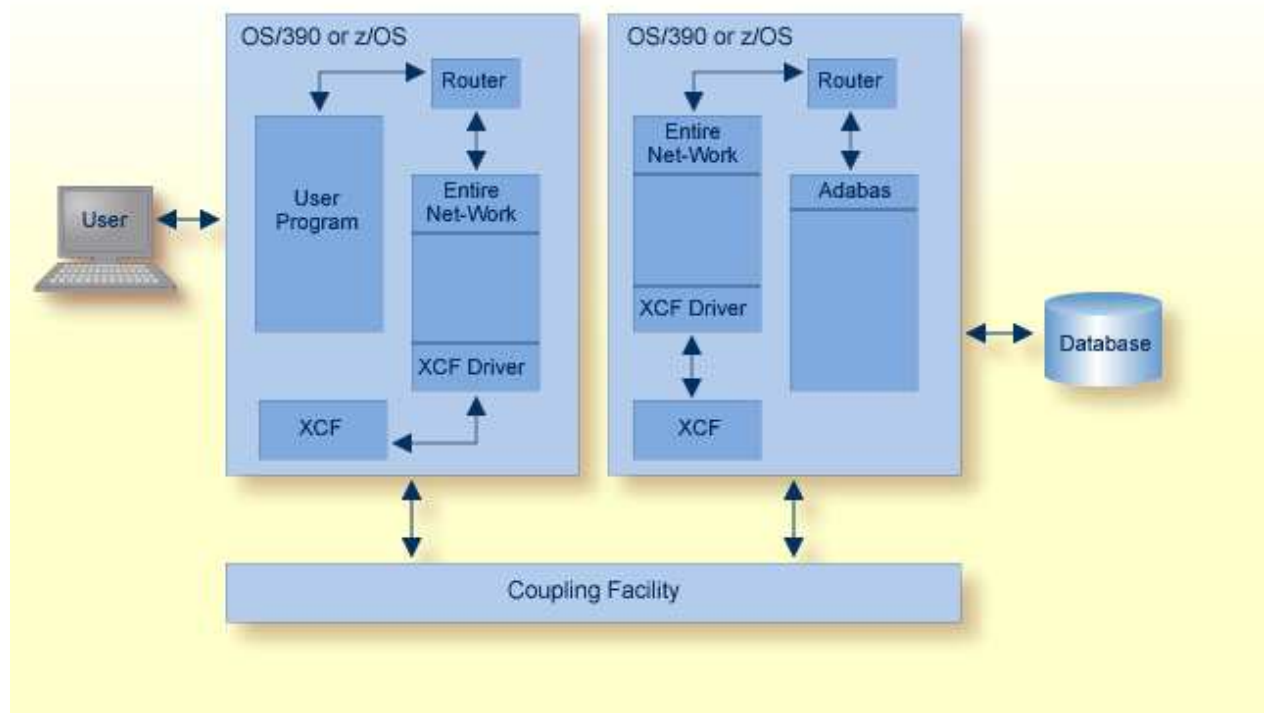 OS/390 or z/OS
Router
User
Program
Entire
Net-Work
XCF Driver
XCF
User
OS/390 or z/OS
Router
Entire
Net-Work
Adabas
XCF Driver
XCF
Database
Coupling Facility